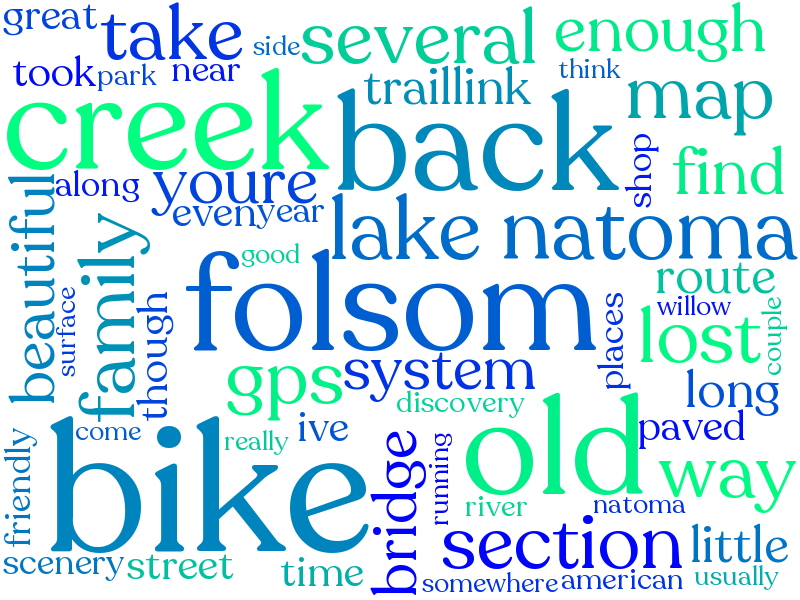 great
take
side
several
enough
took
park
near
traillink
think
map
creek
back
shop
find
along
youre
even
year
beautiful
family
lake natoma
good
folsom
route
surface
though
places
willow
lost
couple
gps
system
long
discovery
bike
come
really
ive
old
paved
friendly
bridge
running
way
river
natoma
scenery
street
time
section
little
somewhere
american
usually